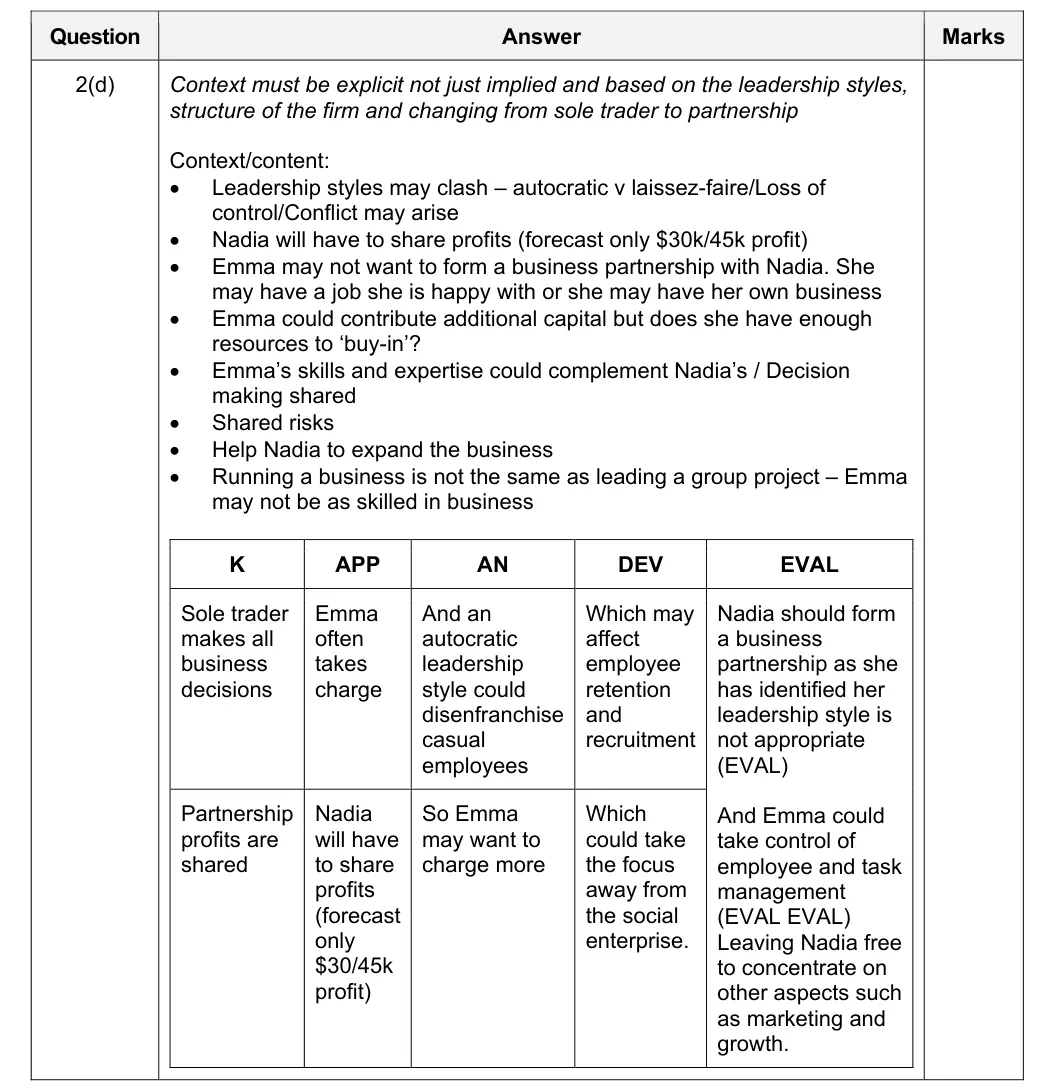 Question Answer Marks
2(d) Context must be explicit not just implied and based on the leadership styles,
structure of the firm and changing from sole trader to partnership
Context/content:
• Leadership styles may clash – autocratic v laissez-faire/Loss of
control/Conflict may arise
• Nadia will have to share profits (forecast only $30k/45k profit)
• Emma may not want to form a business partnership with Nadia. She
may have a job she is happy with or she may have her own business
• Emma could contribute additional capital but does she have enough
resources to ‘buy-in’?
• Emma’s skills and expertise could complement Nadia’s / Decision
making shared
• Shared risks
• Help Nadia to expand the business
• Running a business is not the same as leading a group project – Emma
may not be as skilled in business
K APP AN DEV EVAL
Sole trader
makes all
business
decisions
Emma
often
takes
charge
And an
autocratic
leadership
style could
disenfranchise
casual
employees
Which may
affect
employee
retention
and
recruitment
Nadia should form
a business
partnership as she
has identified her
leadership style is
not appropriate
(EVAL)
Partnership
profits are
shared
Nadia
will have
to share
profits
(forecast
only
$30/45k
profit)
So Emma
may want to
charge more
Which
could take
the focus
away from
the social
enterprise.
And Emma could
take control of
employee and task
management
(EVAL EVAL)
Leaving Nadia free
to concentrate on
other aspects such
as marketing and
growth.